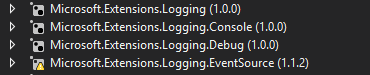 Microsoft.Extensions.Logging (1.0.0)
Microsoft.Extensions.Logging.Console (1.0.0)
Microsoft.Extensions.Logging.Debug (1.0.0)
Microsoft.Extensions.Logging.EventSource (1.1.2)